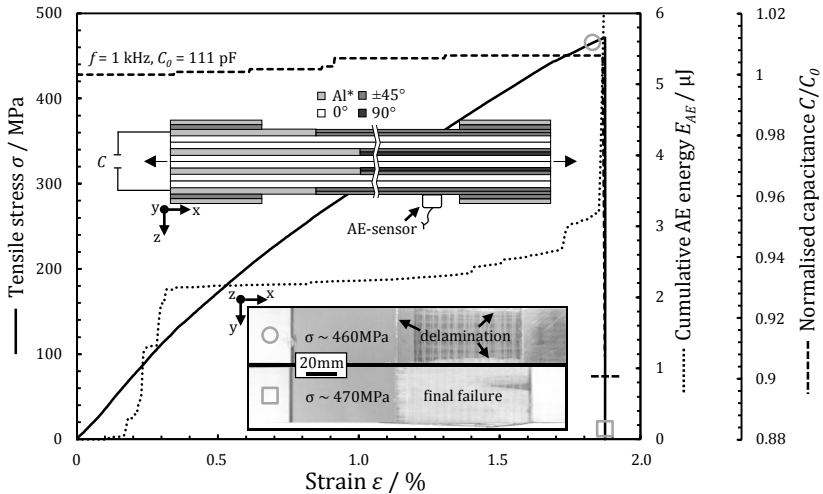 500
400
300
200
100
0
Tensile stress σ / MPa
0
0.5
1.0
1.5
2.0
Strain ε / %
6
5
4
3
2
1
0
Cumulative AE energy E_AE / μJ
1.02
1
0.98
0.96
0.94
0.92
0.9
0.88
Normalised capacitance C/C₀
f = 1 kHz, C₀ = 111 pF
Al* ±45°
0° 90°
C
y x
z
AE-sensor
z x
y
σ ~ 460MPa
delamination
20mm
σ ~ 470MPa
final failure